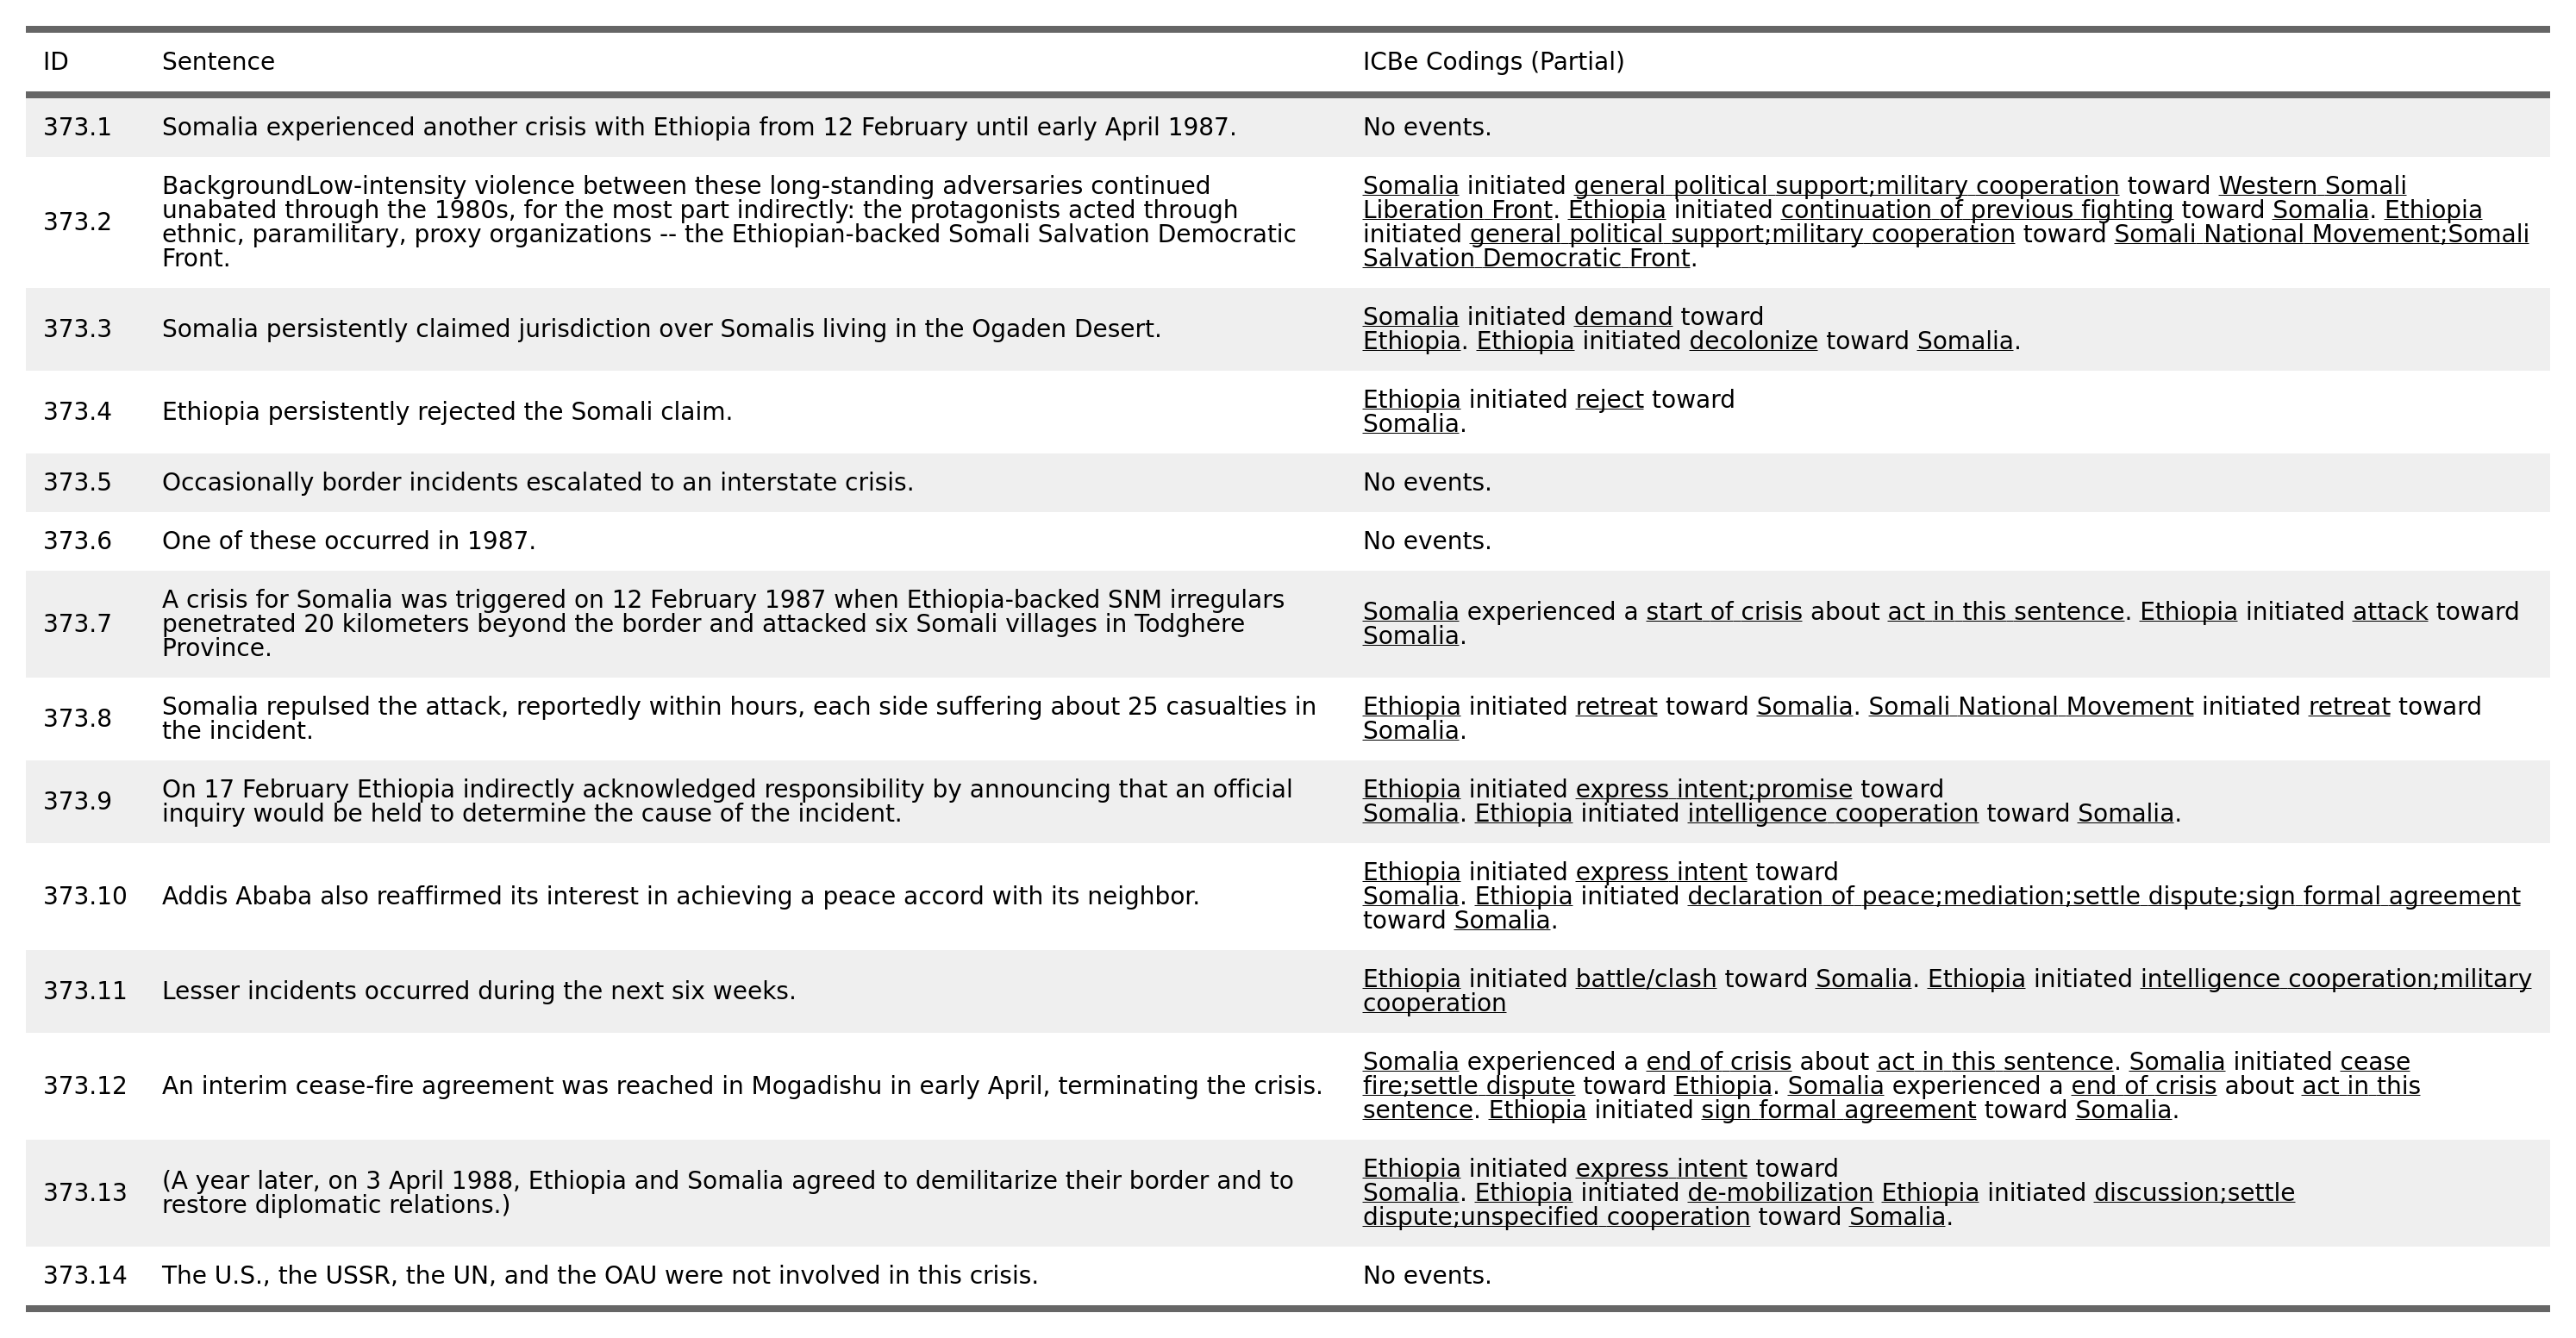 ID Sentence ICBe Codings (Partial)
373.1 Somalia experienced another crisis with Ethiopia from 12 February until early April 1987. No events.
373.2
BackgroundLow-intensity violence between these long-standing adversaries continued
unabated through the 1980s, for the most part indirectly: the protagonists acted through
ethnic, paramilitary, proxy organizations -- the Ethiopian-backed Somali Salvation Democratic
Front.
Somalia initiated general political support;military cooperation toward Western Somali
Liberation Front. Ethiopia initiated continuation of previous fighting toward Somalia. Ethiopia
initiated general political support;military cooperation toward Somali National Movement;Somali
Salvation Democratic Front.
373.3 Somalia persistently claimed jurisdiction over Somalis living in the Ogaden Desert.
Somalia initiated demand toward
Ethiopia. Ethiopia initiated decolonize toward Somalia.
373.4 Ethiopia persistently rejected the Somali claim.
Ethiopia initiated reject toward
Somalia.
373.5 Occasionally border incidents escalated to an interstate crisis. No events.
373.6 One of these occurred in 1987. No events.
373.7
A crisis for Somalia was triggered on 12 February 1987 when Ethiopia-backed SNM irregulars
penetrated 20 kilometers beyond the border and attacked six Somali villages in Todghere
Province.
Somalia experienced a start of crisis about act in this sentence. Ethiopia initiated attack toward
Somalia.
373.8
Somalia repulsed the attack, reportedly within hours, each side suffering about 25 casualties in
the incident.
Ethiopia initiated retreat toward Somalia. Somali National Movement initiated retreat toward
Somalia.
373.9
On 17 February Ethiopia indirectly acknowledged responsibility by announcing that an official
inquiry would be held to determine the cause of the incident.
Ethiopia initiated express intent;promise toward
Somalia. Ethiopia initiated intelligence cooperation toward Somalia.
373.10 Addis Ababa also reaffirmed its interest in achieving a peace accord with its neighbor.
Ethiopia initiated express intent toward
Somalia. Ethiopia initiated declaration of peace;mediation;settle dispute;sign formal agreement
toward Somalia.
373.11 Lesser incidents occurred during the next six weeks.
Ethiopia initiated battle/clash toward Somalia. Ethiopia initiated intelligence cooperation;military
cooperation
373.12 An interim cease-fire agreement was reached in Mogadishu in early April, terminating the crisis.
Somalia experienced a end of crisis about act in this sentence. Somalia initiated cease
fire;settle dispute toward Ethiopia. Somalia experienced a end of crisis about act in this
sentence. Ethiopia initiated sign formal agreement toward Somalia.
373.13
(A year later, on 3 April 1988, Ethiopia and Somalia agreed to demilitarize their border and to
restore diplomatic relations.)
Ethiopia initiated express intent toward
Somalia. Ethiopia initiated de-mobilization Ethiopia initiated discussion;settle
dispute;unspecified cooperation toward Somalia.
373.14 The U.S., the USSR, the UN, and the OAU were not involved in this crisis. No events.